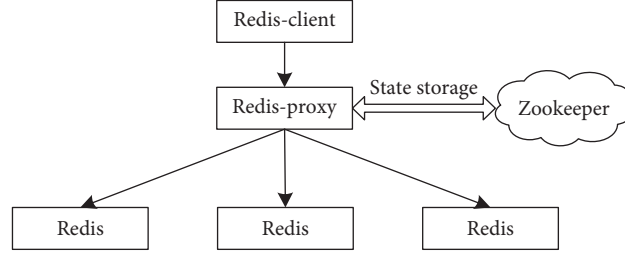 Redis-client
State storage
Redis-proxy
Zookeeper
Redis
Redis
Redis